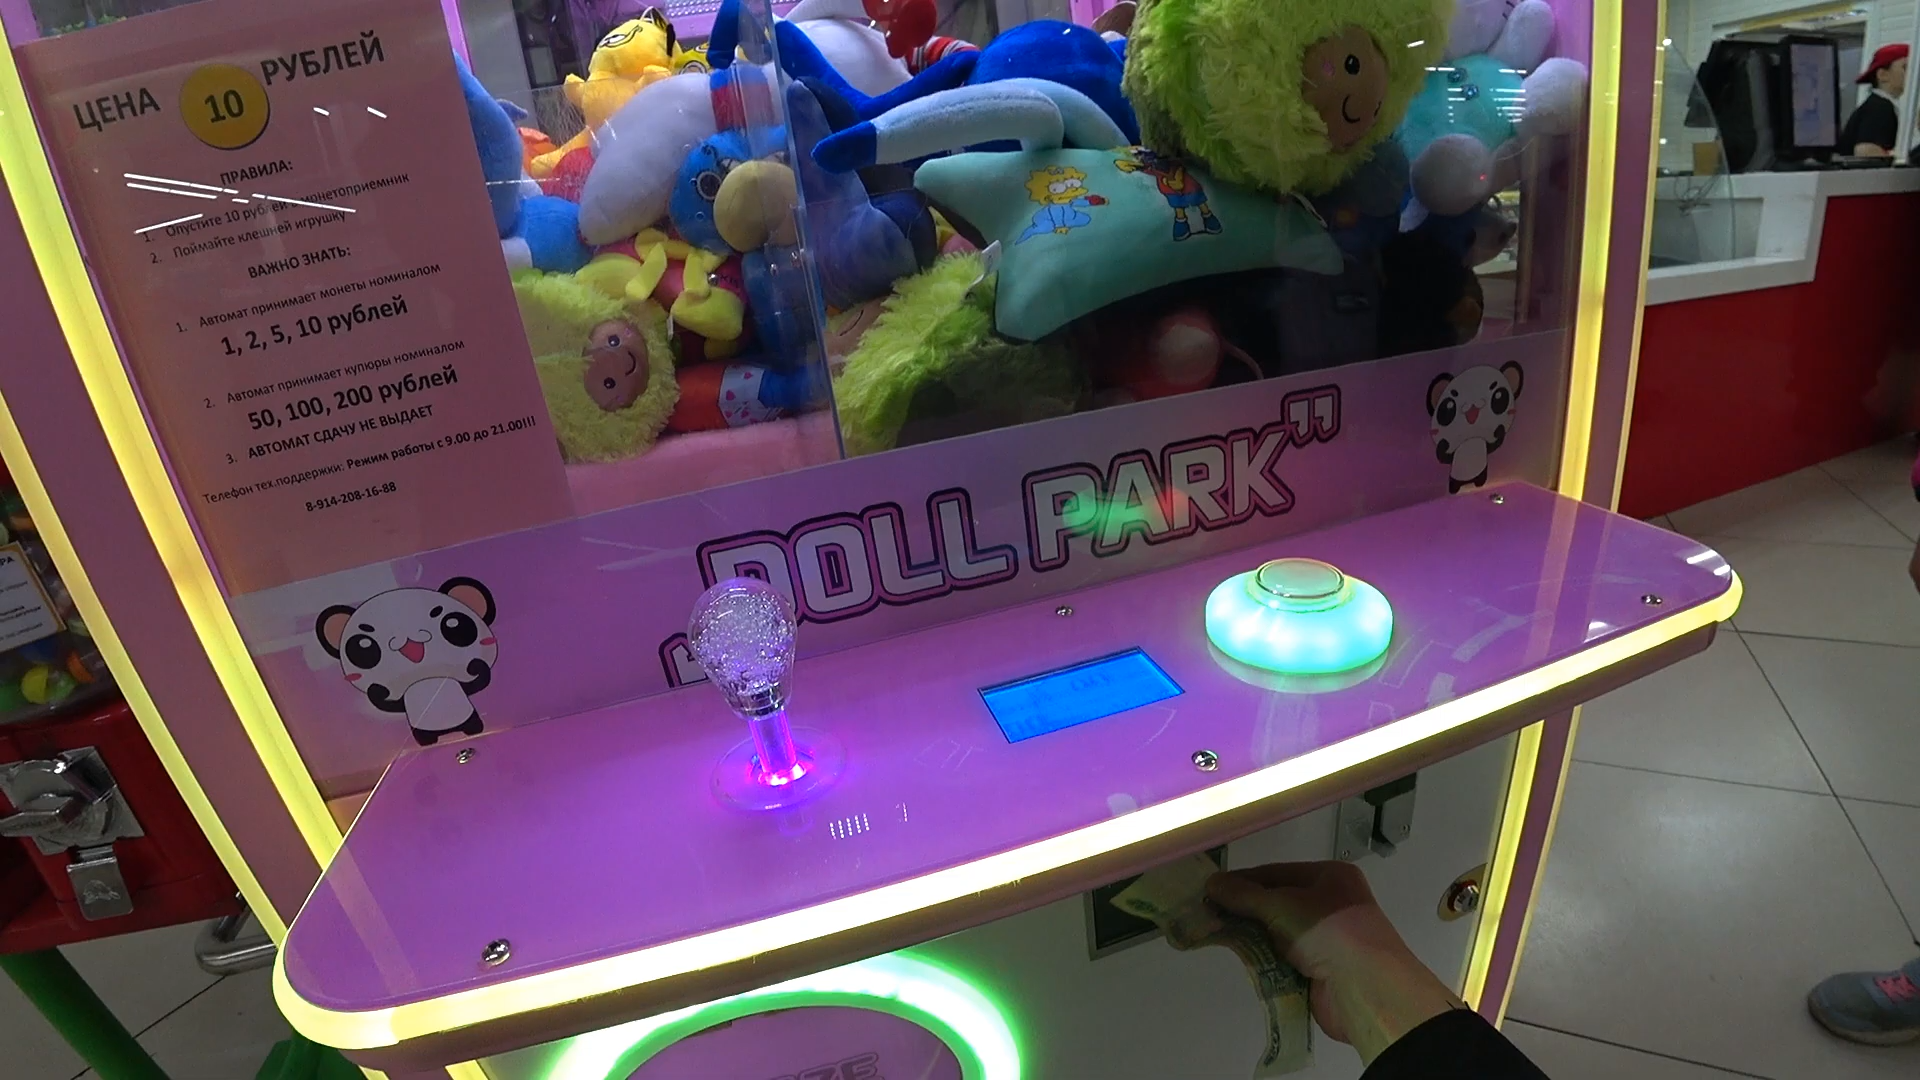 ЦЕНА 10 РУБЛЕЙ
ПРАВИЛА:
1. Опустите 10 рублей в монетоприемник
2. Поймайте клешней игрушку
ВАЖНО ЗНАТЬ:
1. Автомат принимает монеты номиналом
1, 2, 5, 10 рублей
2. Автомат принимает купюры номиналом
50, 100, 200 рублей
3. АВТОМАТ СДАЧУ НЕ ВЫДАЕТ
Телефон тех.поддержки: Режим работы с 9.00 до 21.00!!!
8-914-208-16-88
"DOLL PARK"